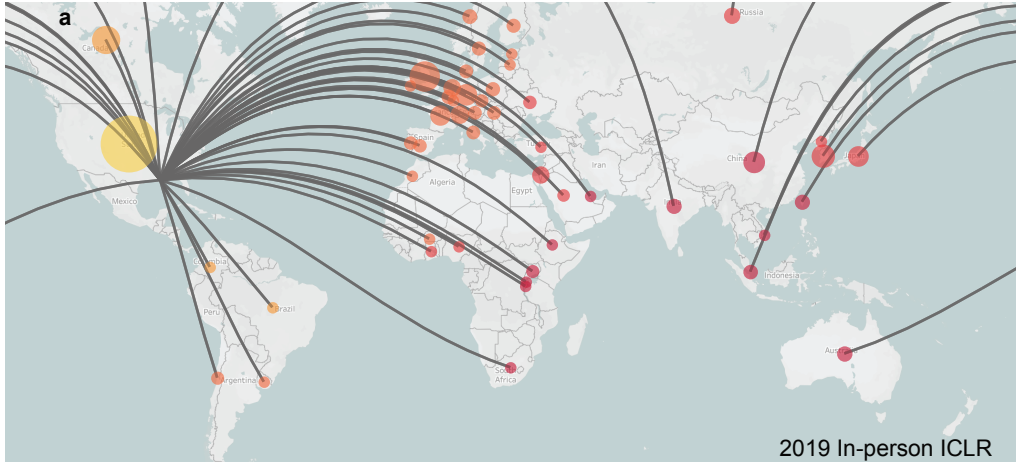 a
Russia
Canada
Spain
China
Japan
Iran
Algeria
Egypt
Mexico
India
Colombia
Indonesia
Peru
Brazil
Australia
South
Africa
Argentina
2019 In-person ICLR